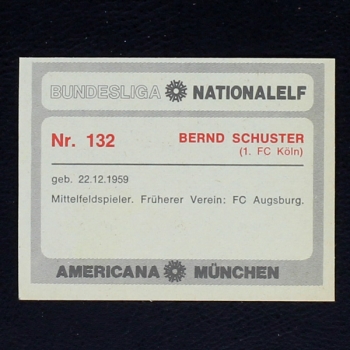 BUNDESLIGA NATIONALELF
Nr. 132 BERND SCHUSTER
(1. FC Köln)
geb. 22.12.1959
Mittelfeldspieler. Früherer Verein: FC Augsburg.
AMERICANA MÜNCHEN